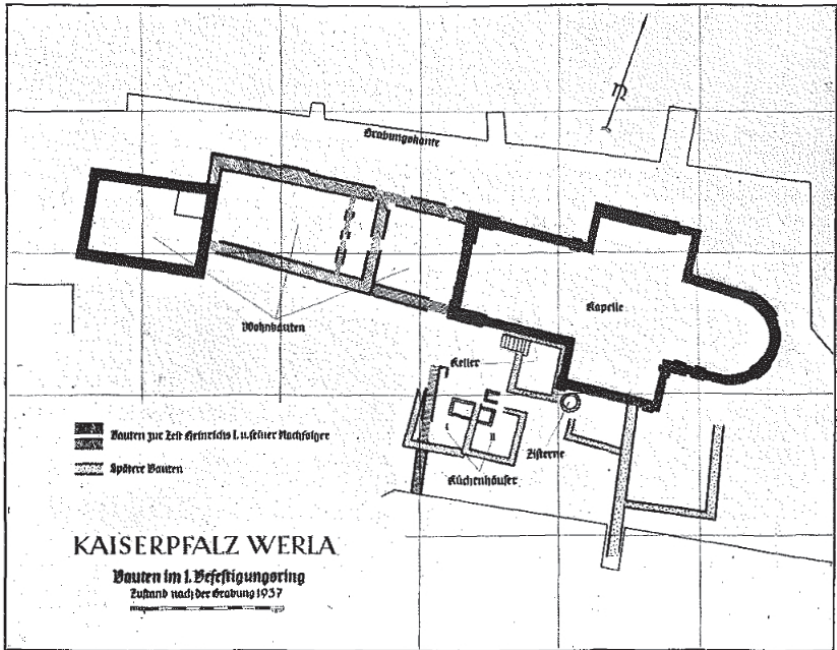 N
Grabungskante
Wohnbauten
Kapelle
Keller
I
II
Zisterne
Küchenhäuser
Bauten zur Zeit Heinrichs I. u. seiner Nachfolger
Spätere Bauten
KAISERPFALZ WERLA
Bauten im 1. Befestigungsring
Zustand nach der Grabung 1937